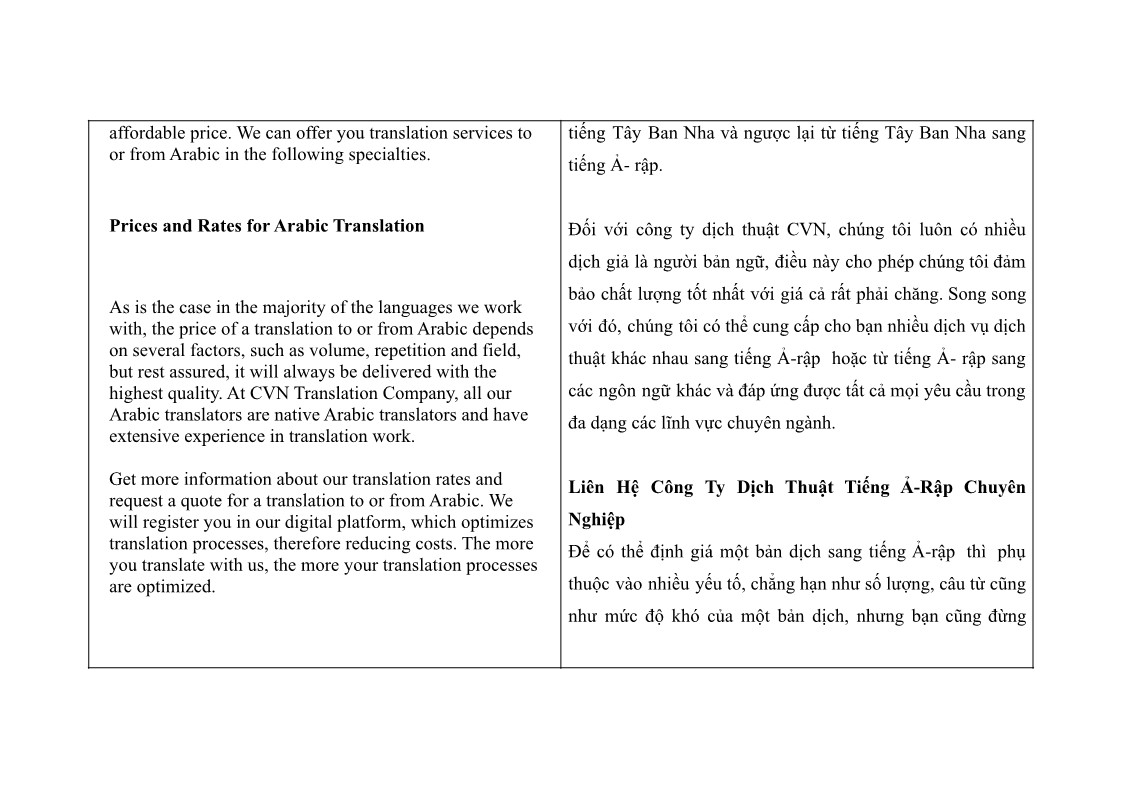 affordable price. We can offer you translation services to
or from Arabic in the following specialties.
Prices and Rates for Arabic Translation
As is the case in the majority of the languages we work
with, the price of a translation to or from Arabic depends
on several factors, such as volume, repetition and field,
but rest assured, it will always be delivered with the
highest quality. At CVN Translation Company, all our
Arabic translators are native Arabic translators and have
extensive experience in translation work.
Get more information about our translation rates and
request a quote for a translation to or from Arabic. We
will register you in our digital platform, which optimizes
translation processes, therefore reducing costs. The more
you translate with us, the more your translation processes
are optimized.
tiếng Tây Ban Nha và ngược lại từ tiếng Tây Ban Nha sang
tiếng Ả- rập.
Đối với công ty dịch thuật CVN, chúng tôi luôn có nhiều
dịch giả là người bản ngữ, điều này cho phép chúng tôi đảm
bảo chất lượng tốt nhất với giá cả rất phải chăng. Song song
với đó, chúng tôi có thể cung cấp cho bạn nhiều dịch vụ dịch
thuật khác nhau sang tiếng Ả-rập  hoặc từ tiếng Ả- rập sang
các ngôn ngữ khác và đáp ứng được tất cả mọi yêu cầu trong
đa dạng các lĩnh vực chuyên ngành.
Liên Hệ Công Ty Dịch Thuật Tiếng Ả-Rập Chuyên
Nghiệp
Để có thể định giá một bản dịch sang tiếng Ả-rập  thì  phụ
thuộc vào nhiều yếu tố, chẳng hạn như số lượng, câu từ cũng
như mức độ khó của một bản dịch, nhưng bạn cũng đừng